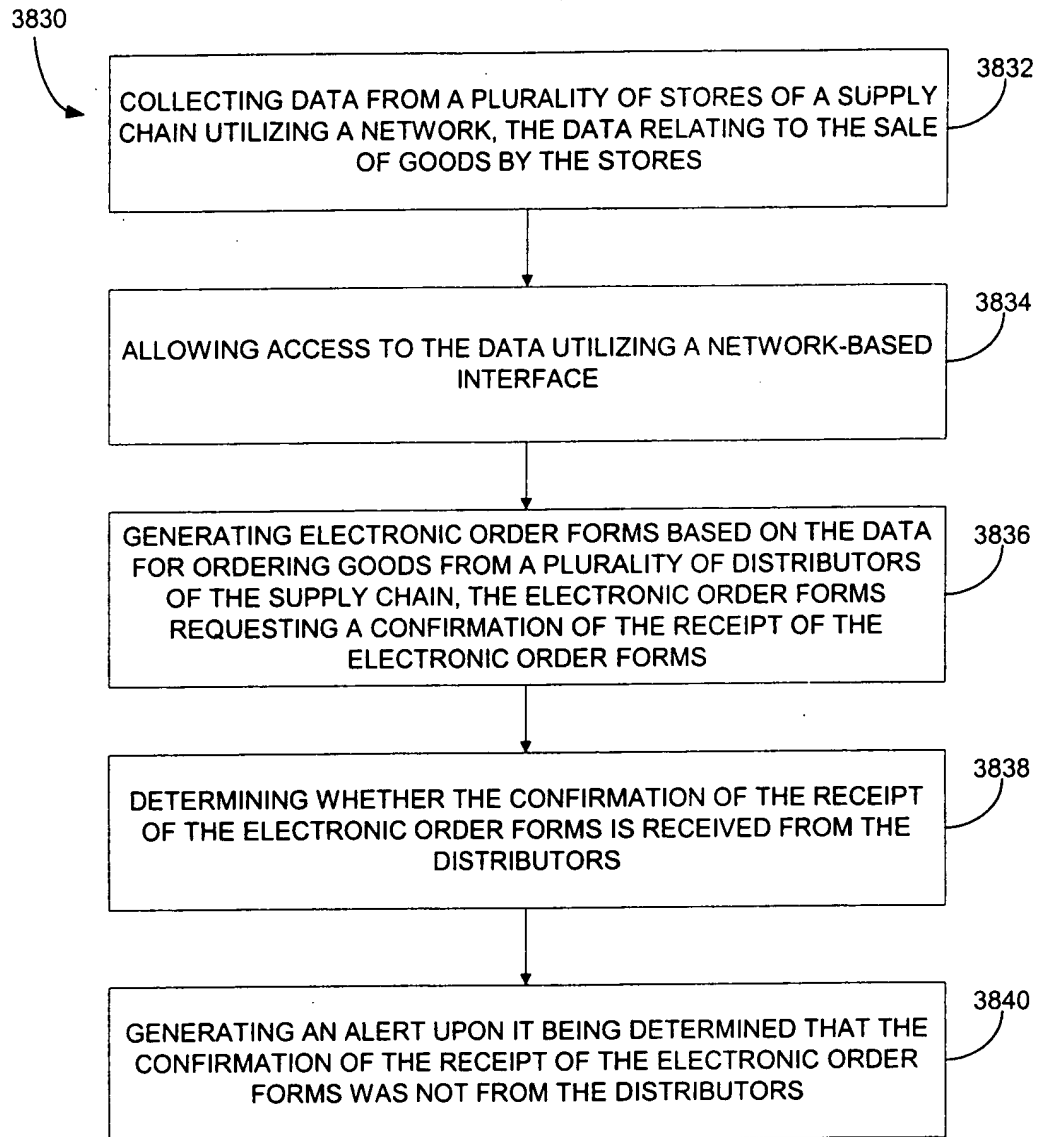 3830
3832
COLLECTING DATA FROM A PLURALITY OF STORES OF A SUPPLY
CHAIN UTILIZING A NETWORK, THE DATA RELATING TO THE SALE
OF GOODS BY THE STORES
3834
ALLOWING ACCESS TO THE DATA UTILIZING A NETWORK-BASED
INTERFACE
3836
GENERATING ELECTRONIC ORDER FORMS BASED ON THE DATA
FOR ORDERING GOODS FROM A PLURALITY OF DISTRIBUTORS
OF THE SUPPLY CHAIN, THE ELECTRONIC ORDER FORMS
REQUESTING A CONFIRMATION OF THE RECEIPT OF THE
ELECTRONIC ORDER FORMS
3838
DETERMINING WHETHER THE CONFIRMATION OF THE RECEIPT
OF THE ELECTRONIC ORDER FORMS IS RECEIVED FROM THE
DISTRIBUTORS
3840
GENERATING AN ALERT UPON IT BEING DETERMINED THAT THE
CONFIRMATION OF THE RECEIPT OF THE ELECTRONIC ORDER
FORMS WAS NOT FROM THE DISTRIBUTORS